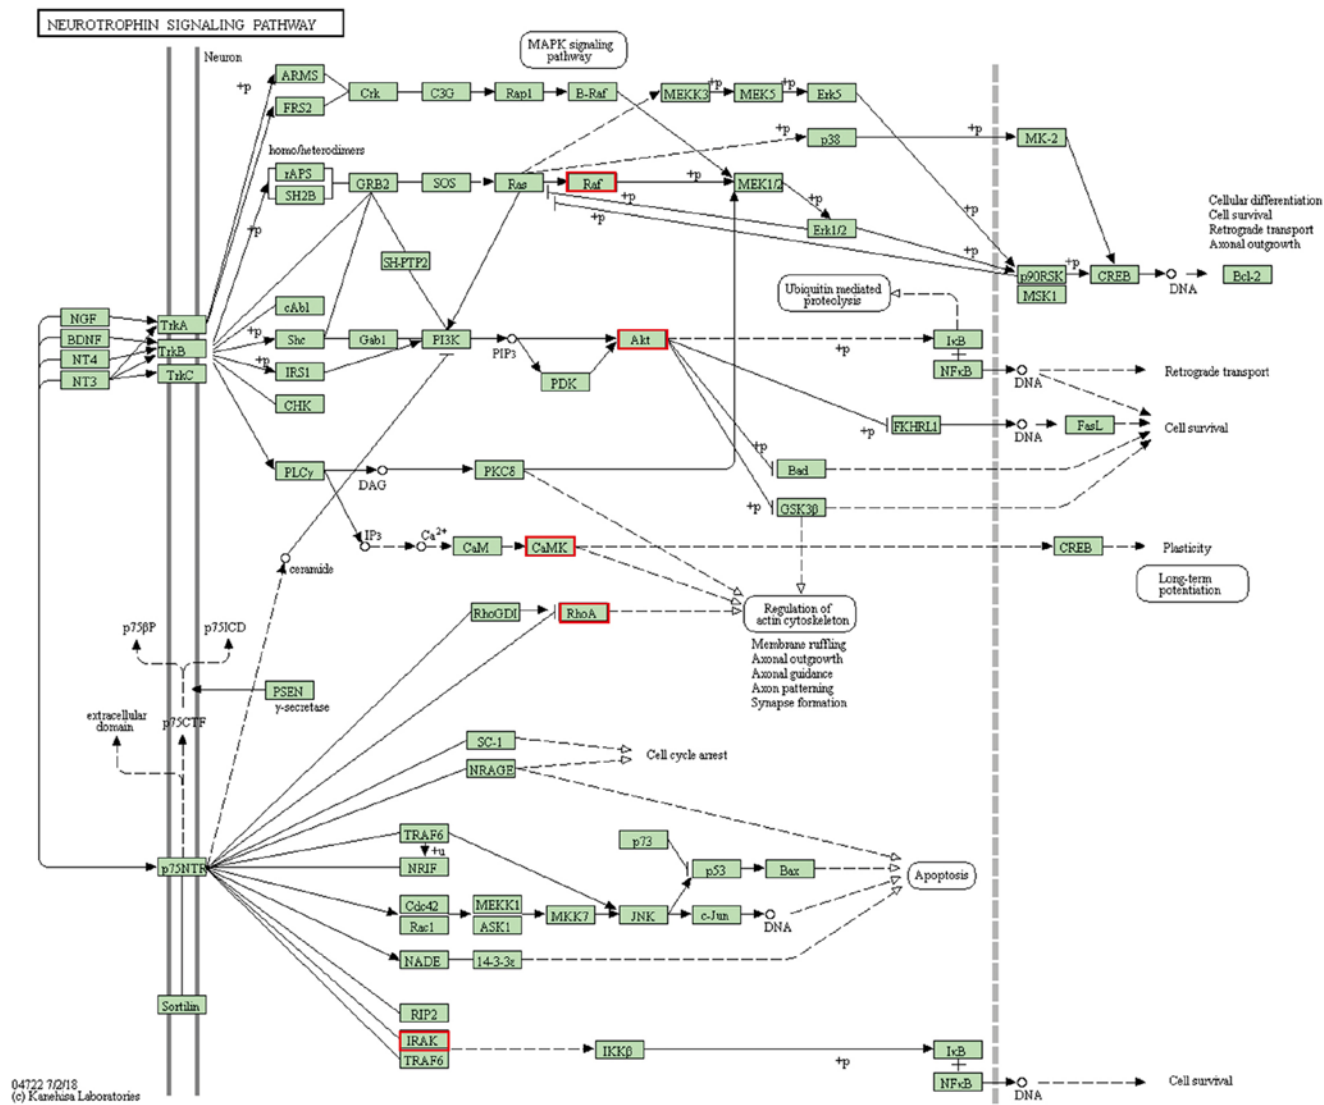 NEUROTROPHIN SIGNALING PATHWAY
Neuron
MAPK signaling
pathway
ARMS
+p
FRS2
Crk
C3G
Rap1
B-Raf
MEKK3
+p
MEK5
+p
Erk5
p38
+p
+p
MK-2
homo/heterodimers
rAPS
SH2B
+p
GRB2
SOS
Ras
Raf
+p
MEK1/2
+p
+p
+p
Erk1/2
+p
+p
p90RSK
MSK1
+p
CREB
DNA
Bcl-2
Cellular differentiation
Cell survival
Retrograde transport
Axonal outgrowth
SH-PTP2
Ubiquitin mediated
proteolysis
NGF
BDNF
NT4
NT3
TrkA
TrkB
TrkC
cAbl
+p
Shc
Gab1
PI3K
PIP3
Akt
+p
IκB
NFκB
DNA
Retrograde transport
+p
IRS1
PDK
CHK
+p
FKHRL1
DNA
FasL
Cell survival
PLCγ
DAG
PKCδ
+p
Bad
+p
GSK3β
IP3
Ca2+
CaM
CaMK
CREB
Plasticity
Long-term
potentiation
ceramide
RhoGDI
RhoA
Regulation of
actin cytoskeleton
Membrane ruffling
Axonal outgrowth
Axonal guidance
Axon patterning
Synapse formation
p75βP
p75ICD
PSEN
γ-secretase
extracellular
domain
p75CTF
SC-1
NRAGE
Cell cycle arrest
TRAF6
+u
NRIF
p75NTR
p73
p53
Bax
Apoptosis
Cdc42
Rac1
MEKK1
ASK1
MKK7
JNK
c-Jun
DNA
NADE
14-3-3ε
Sortilin
RIP2
IRAK
TRAF6
IKKβ
+p
IκB
NFκB
DNA
Cell survival
04722 7/2/18
(c) Kanehisa Laboratories